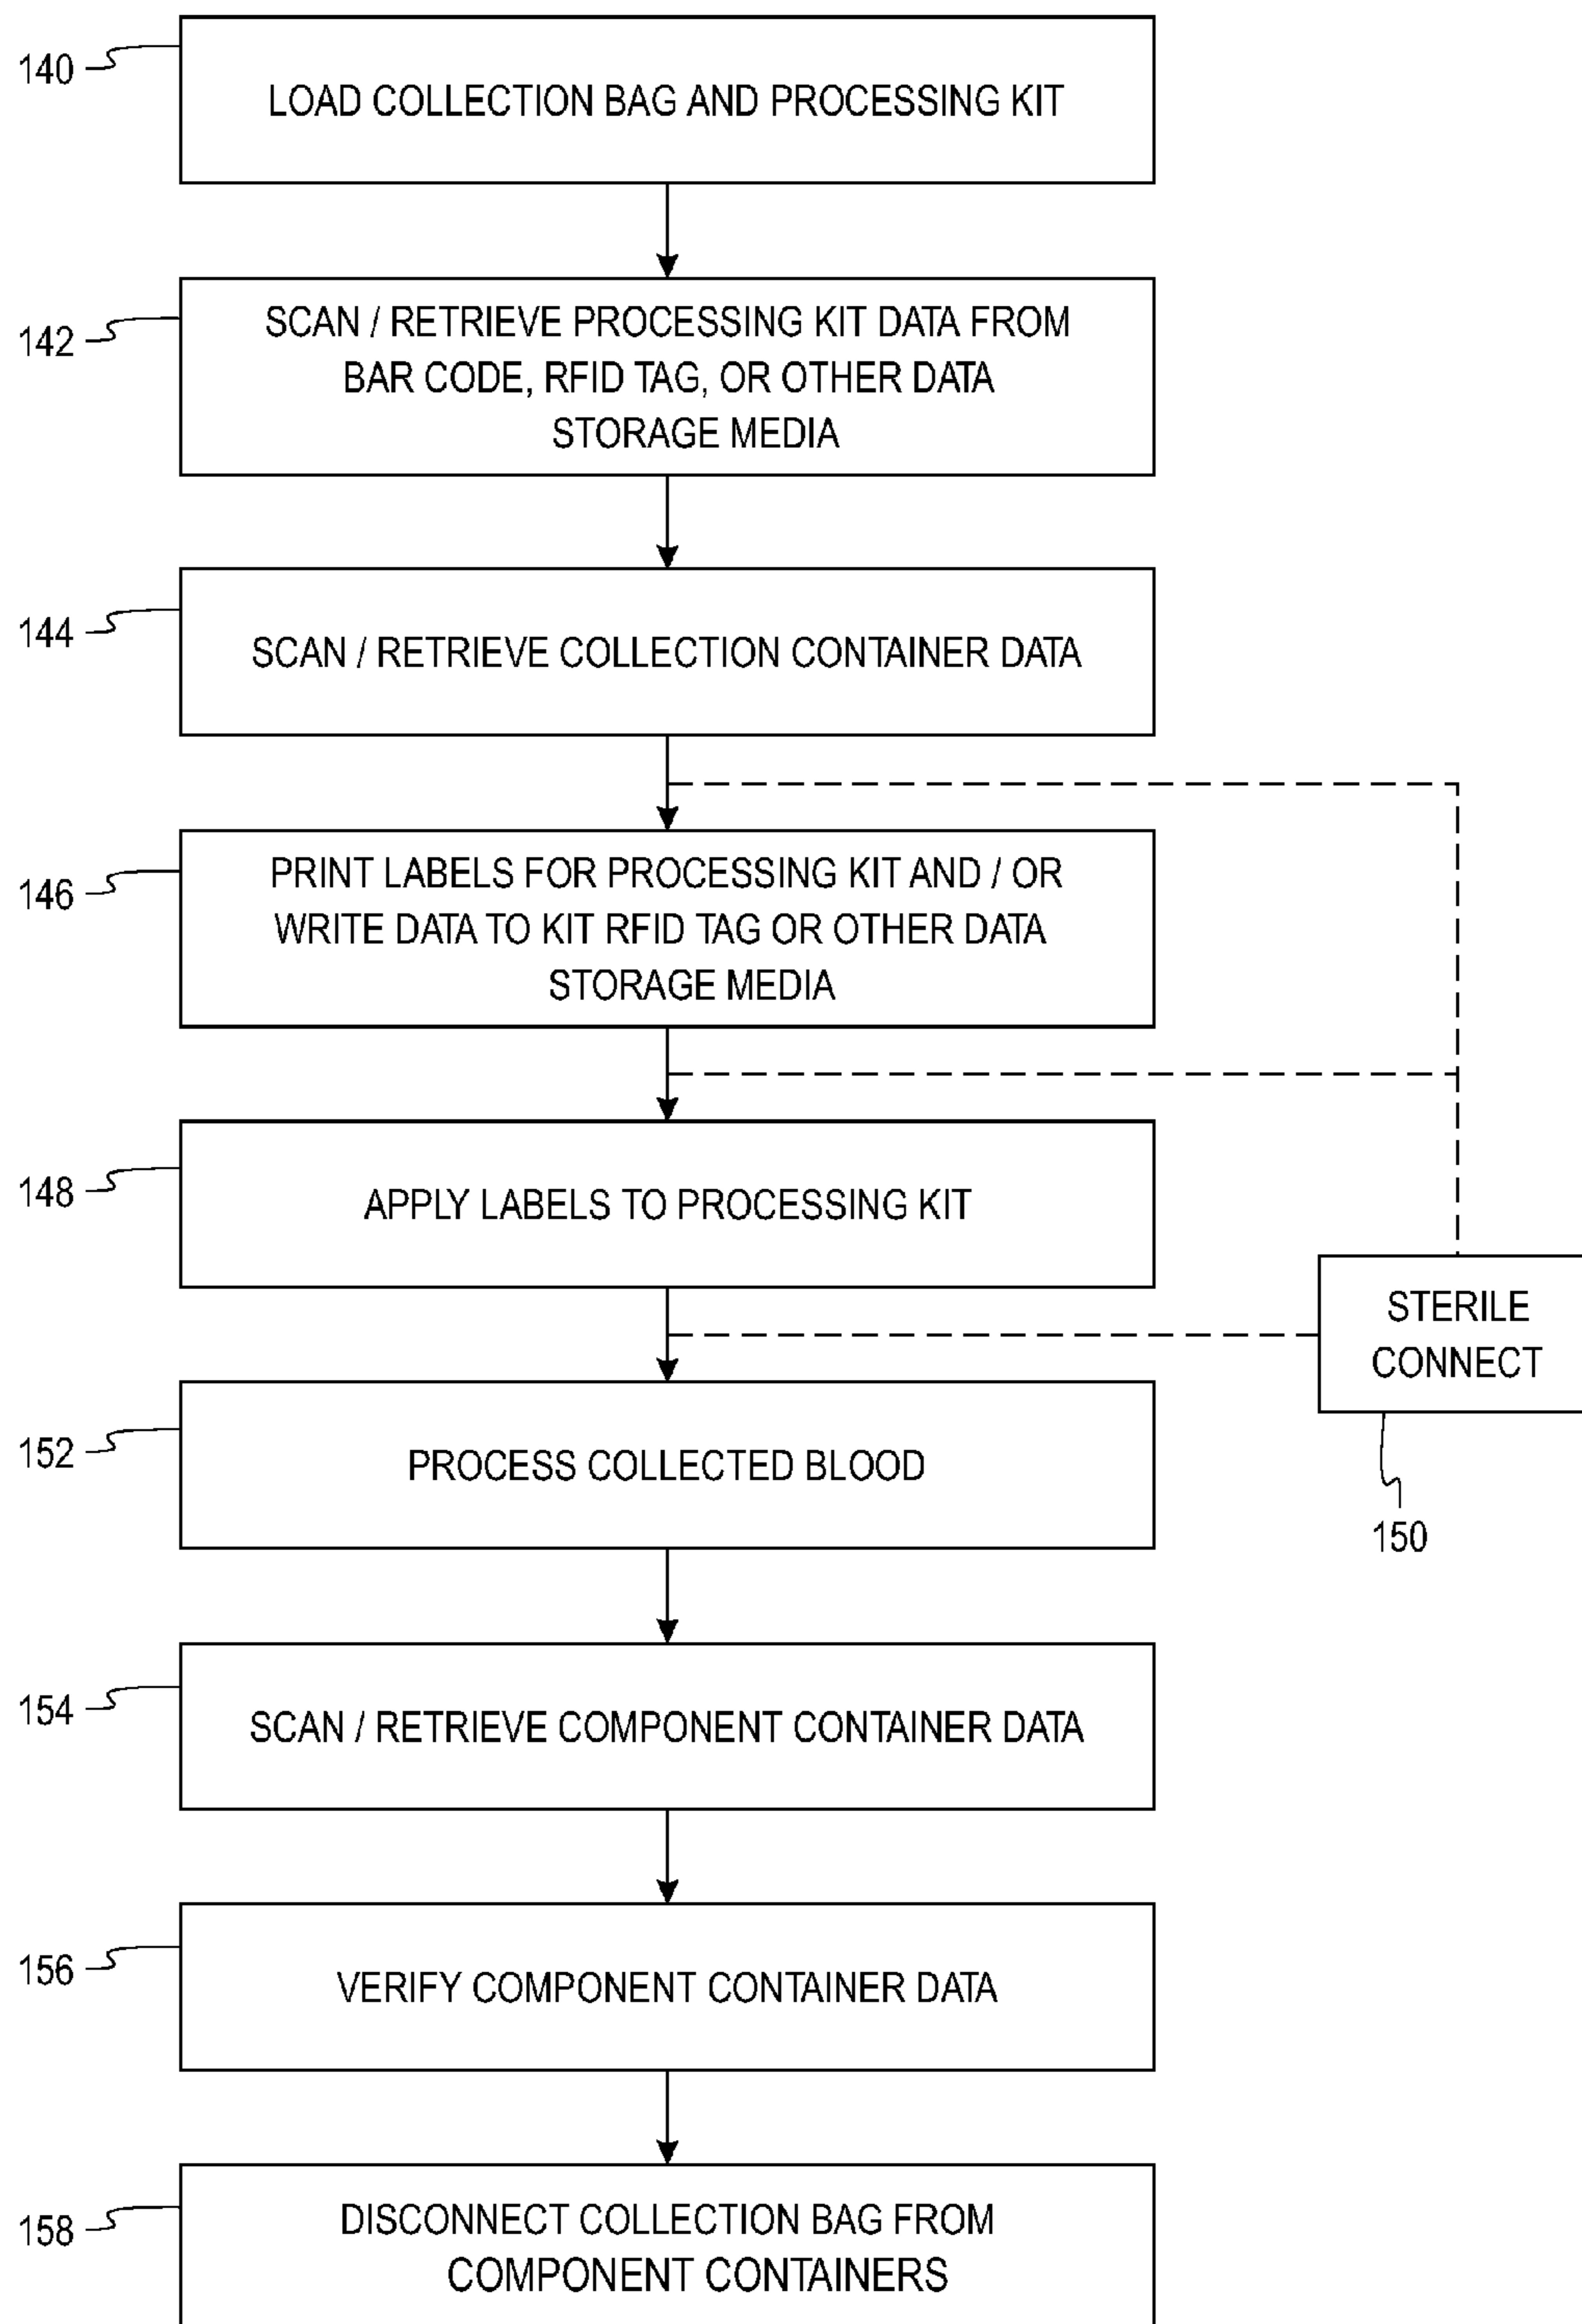 140
LOAD COLLECTION BAG AND PROCESSING KIT
142
SCAN / RETRIEVE PROCESSING KIT DATA FROM
BAR CODE, RFID TAG, OR OTHER DATA
STORAGE MEDIA
144
SCAN / RETRIEVE COLLECTION CONTAINER DATA
146
PRINT LABELS FOR PROCESSING KIT AND / OR
WRITE DATA TO KIT RFID TAG OR OTHER DATA
STORAGE MEDIA
148
APPLY LABELS TO PROCESSING KIT
STERILE
CONNECT
150
152
PROCESS COLLECTED BLOOD
154
SCAN / RETRIEVE COMPONENT CONTAINER DATA
156
VERIFY COMPONENT CONTAINER DATA
158
DISCONNECT COLLECTION BAG FROM
COMPONENT CONTAINERS